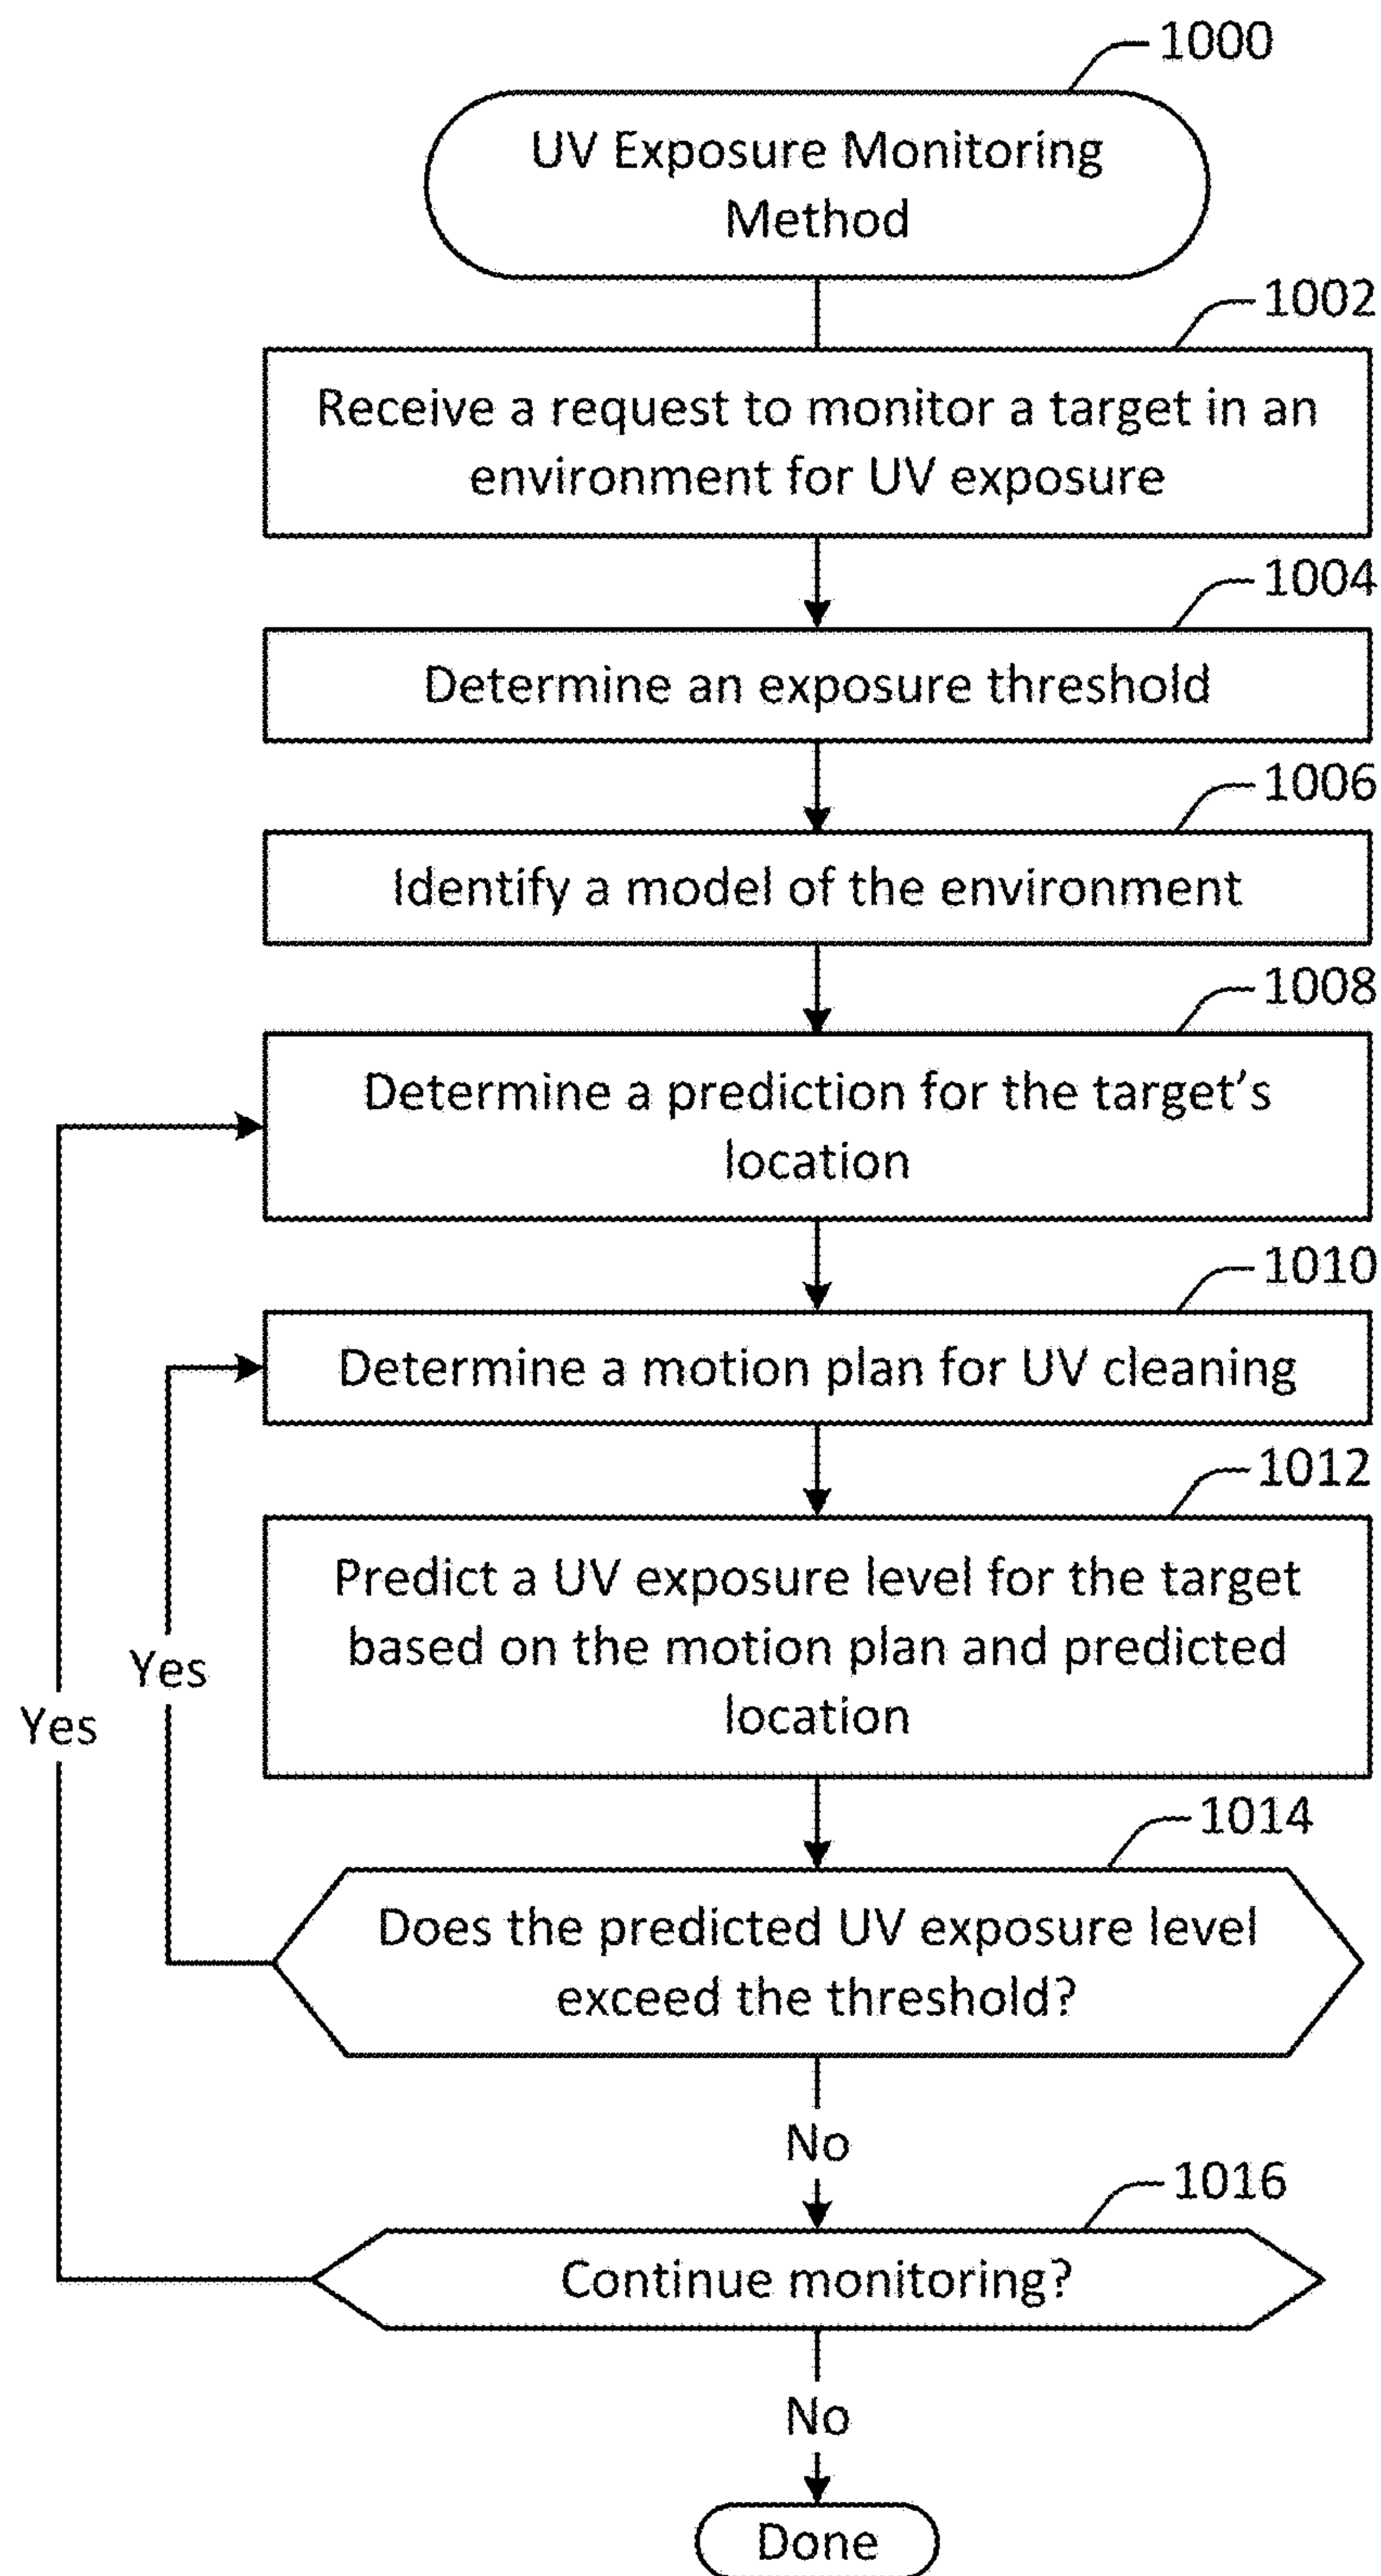 1000
UV Exposure Monitoring
Method
1002
Receive a request to monitor a target in an
environment for UV exposure
1004
Determine an exposure threshold
1006
Identify a model of the environment
1008
Determine a prediction for the target's
location
1010
Determine a motion plan for UV cleaning
1012
Predict a UV exposure level for the target
based on the motion plan and predicted
location
Yes
Yes
1014
Does the predicted UV exposure level
exceed the threshold?
No
1016
Continue monitoring?
No
Done